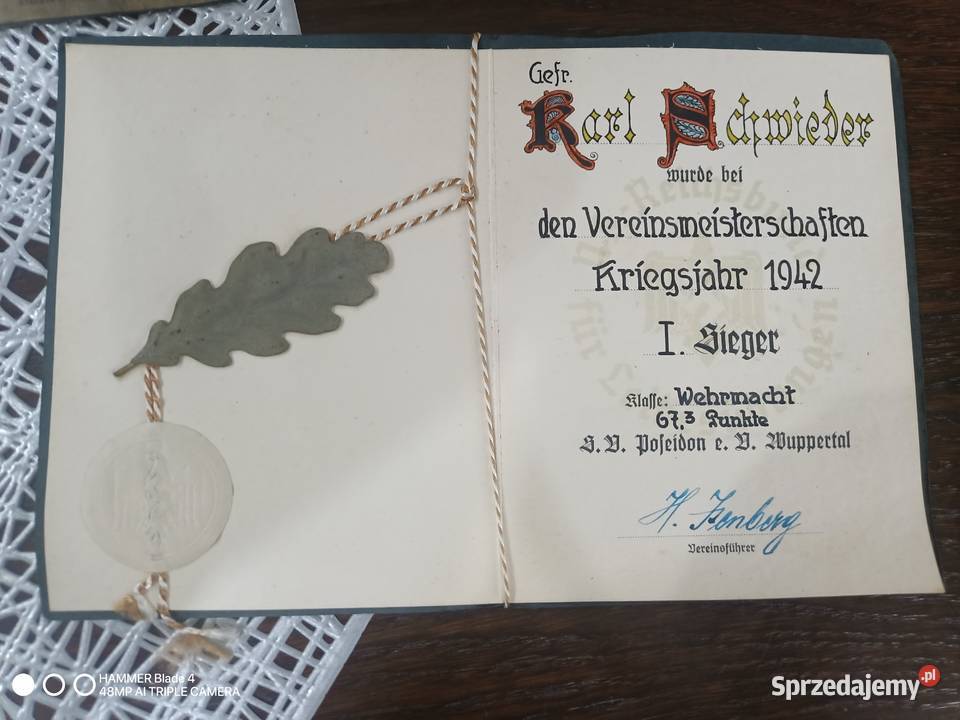 Gefr.
Karl Schwieder
wurde bei
den Vereinsmeisterschaften
Kriegsjahr 1942
I. Sieger
Klasse: Wehrmacht
67,3 Punkte
S.V. Poseidon e. V. Wuppertal
Vereinsführer
HAMMER Blade 4
48MP AI TRIPLE CAMERA
Sprzedajemy.pl